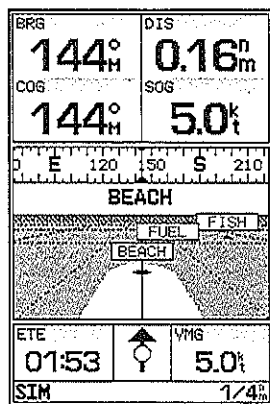 BRG DIS
144°M 0.16nm
COG SOG
144°M 5.0kt
E 120 150 S 210
BEACH
FISH
FUEL
BEACH
ETE VMG
01:53 5.0kt
SIM 1/4nm